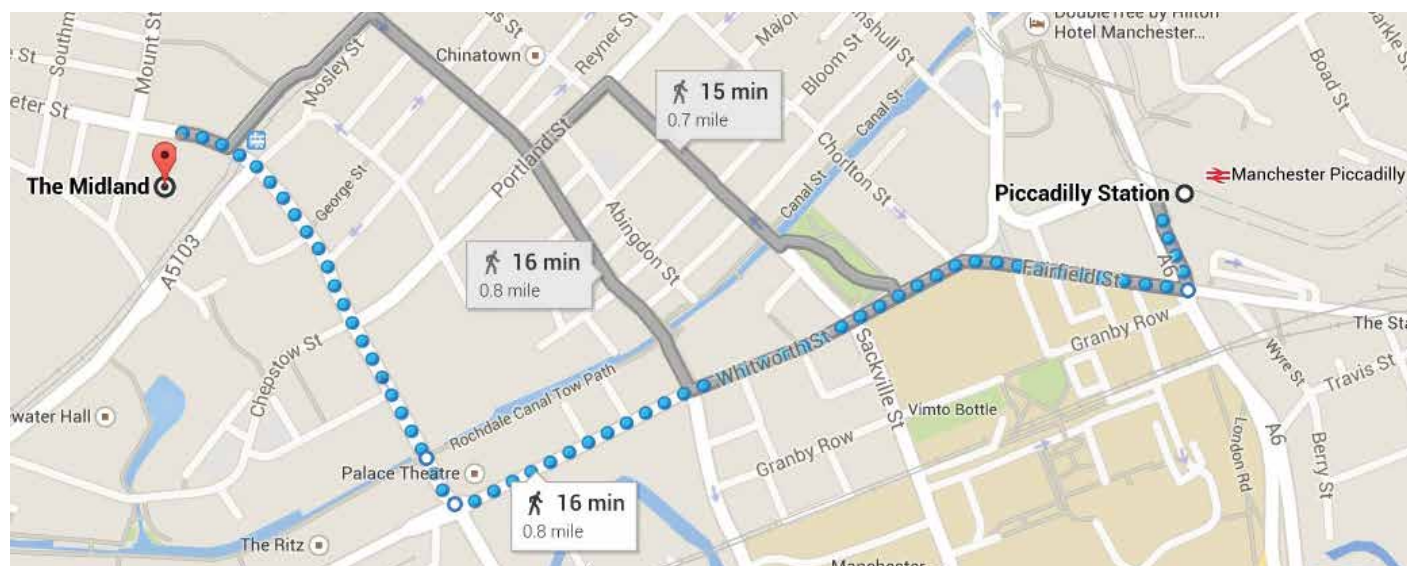 DoubleTree by Hilton
Hotel Manchester...
Mosley St
Mount St
Chinatown
Reyner St
Major
Bloom St
Canal St
Boad St
15 min
0.7 mile
Portland St
Chorlton St
Canal St
The Midland
George St
Abingdon St
Piccadilly Station
Manchester Piccadilly
A5103
16 min
0.8 mile
A6
Fairfield St
Granby Row
The Sta
Whitworth St
Sackville St
Wyre St
Travis St
Chepstow St
Rochdale Canal Tow Path
Vimto Bottle
water Hall
Granby Row
London Rd
A6
Berry St
Palace Theatre
16 min
0.8 mile
The Ritz
Manchester